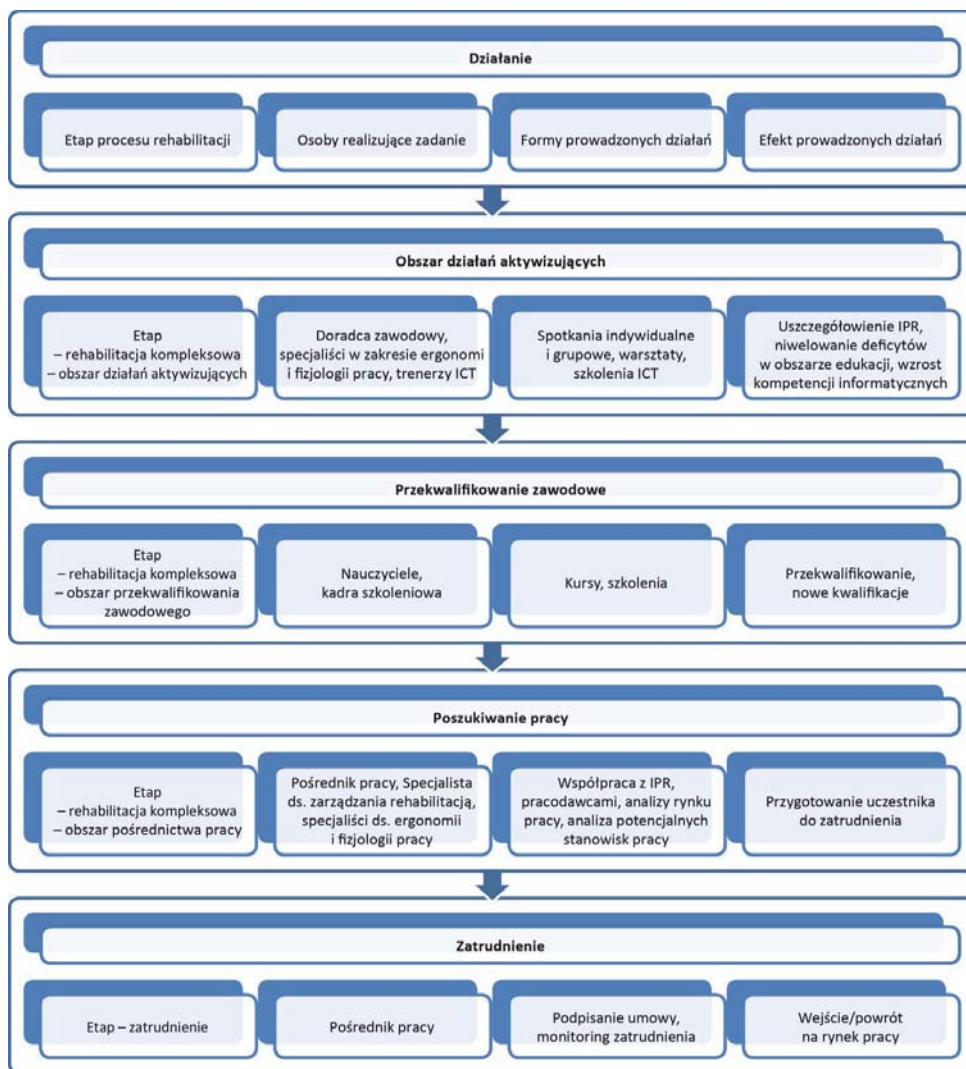 Działanie
Etap procesu rehabilitacji
Osoby realizujące zadanie
Formy prowadzonych działań
Efekt prowadzonych działań
Obszar działań aktywizujących
Etap
– rehabilitacja kompleksowa
– obszar działań aktywizujących
Doradca zawodowy,
specjaliści w zakresie ergonomi
i fizjologii pracy, trenerzy ICT
Spotkania indywidualne
i grupowe, warsztaty,
szkolenia ICT
Uszczegółowienie IPR,
niwelowanie deficytów
w obszarze edukacji, wzrost
kompetencji informatycznych
Przekwalifikowanie zawodowe
Etap
– rehabilitacja kompleksowa
– obszar przekwalifikowania
zawodowego
Nauczyciele,
kadra szkoleniowa
Kursy, szkolenia
Przekwalifikowanie,
nowe kwalifikacje
Poszukiwanie pracy
Etap
– rehabilitacja kompleksowa
– obszar pośrednictwa pracy
Pośrednik pracy, Specjalista
ds. zarządzania rehabilitacją,
specjaliści ds. ergonomii
i fizjologii pracy
Współpraca z IPR,
pracodawcami, analizy rynku
pracy, analiza potencjalnych
stanowisk pracy
Przygotowanie uczestnika
do zatrudnienia
Zatrudnienie
Etap – zatrudnienie
Pośrednik pracy
Podpisanie umowy,
monitoring zatrudnienia
Wejście/powrót
na rynek pracy